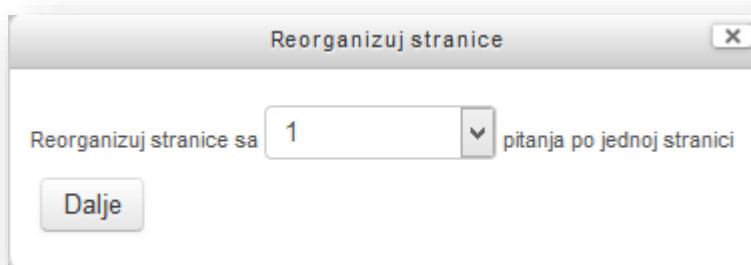 Reorganizuj stranice
Reorganizuj stranice sa 1 pitanja po jednoj stranici
Dalje